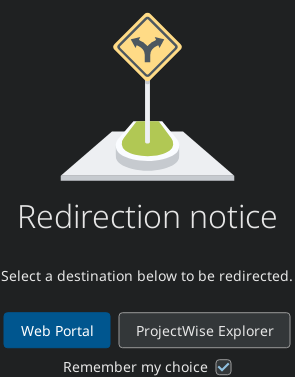 Redirection notice
Select a destination below to be redirected.
Web Portal
ProjectWise Explorer
Remember my choice